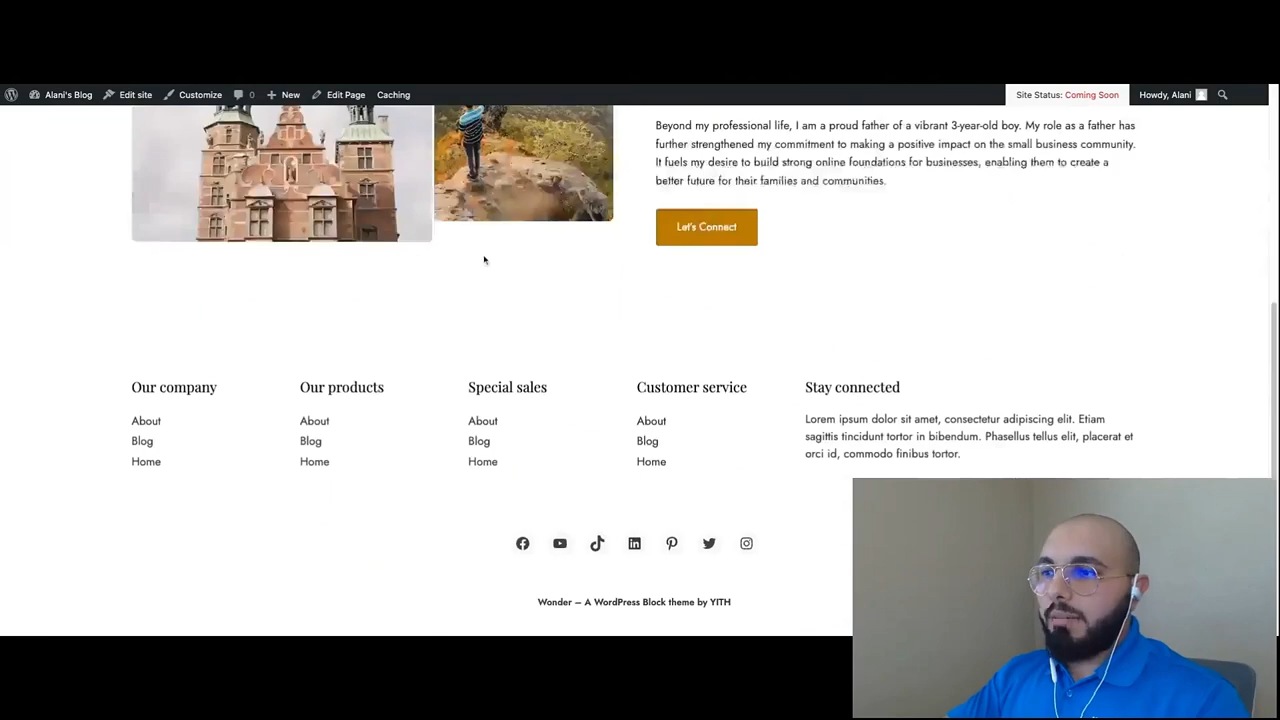 Alani's Blog Edit site Customize 0 New Edit Page Caching Site Status: Coming Soon Howdy, Alani
Beyond my professional life, I am a proud father of a vibrant 3-year-old boy. My role as a father has
further strengthened my commitment to making a positive impact on the small business community.
It fuels my desire to build strong online foundations for businesses, enabling them to create a
better future for their families and communities.
Let's Connect
Our company
About
Blog
Home
Our products
About
Blog
Home
Special sales
About
Blog
Home
Customer service
About
Blog
Home
Stay connected
Lorem ipsum dolor sit amet, consectetur adipiscing elit. Etiam
sagittis tincidunt tortor in bibendum. Phasellus tellus elit, placerat et
orci id, commodo finibus tortor.
Wonder – A WordPress Block theme by YITH